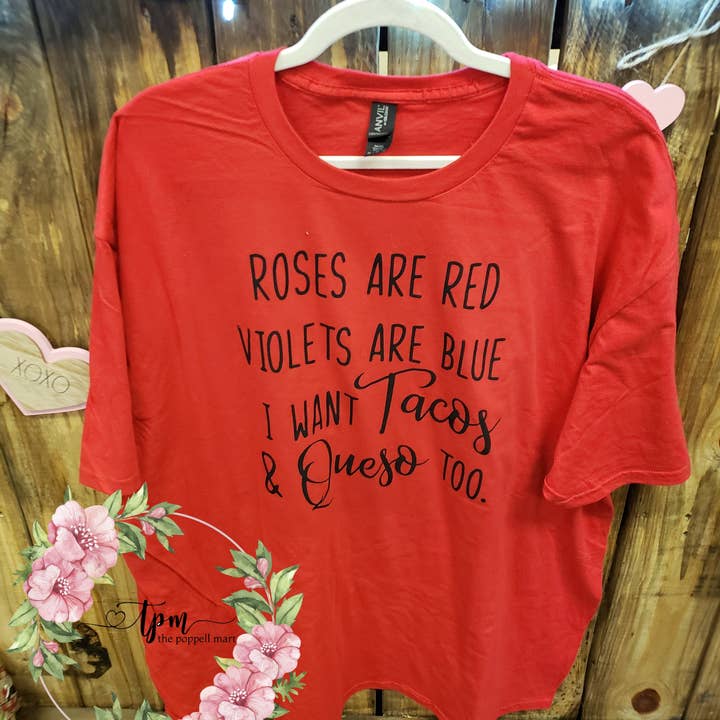 ANVIL
ROSES ARE RED
VIOLETS ARE BLUE
I WANT Tacos
& Queso TOO.
XOXO
tpm
the poppell mart